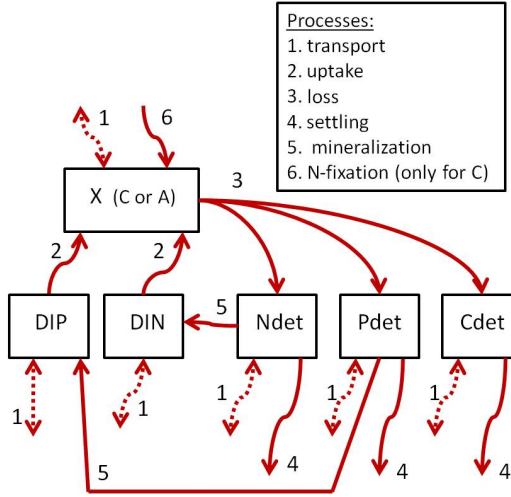 Processes:
1. transport
2. uptake
3. loss
4. settling
5. mineralization
6. N-fixation (only for C)
1
6
X (C or A)
3
2
2
DIP
DIN
5
Ndet
Pdet
Cdet
1
1
1
1
1
5
4
4
4